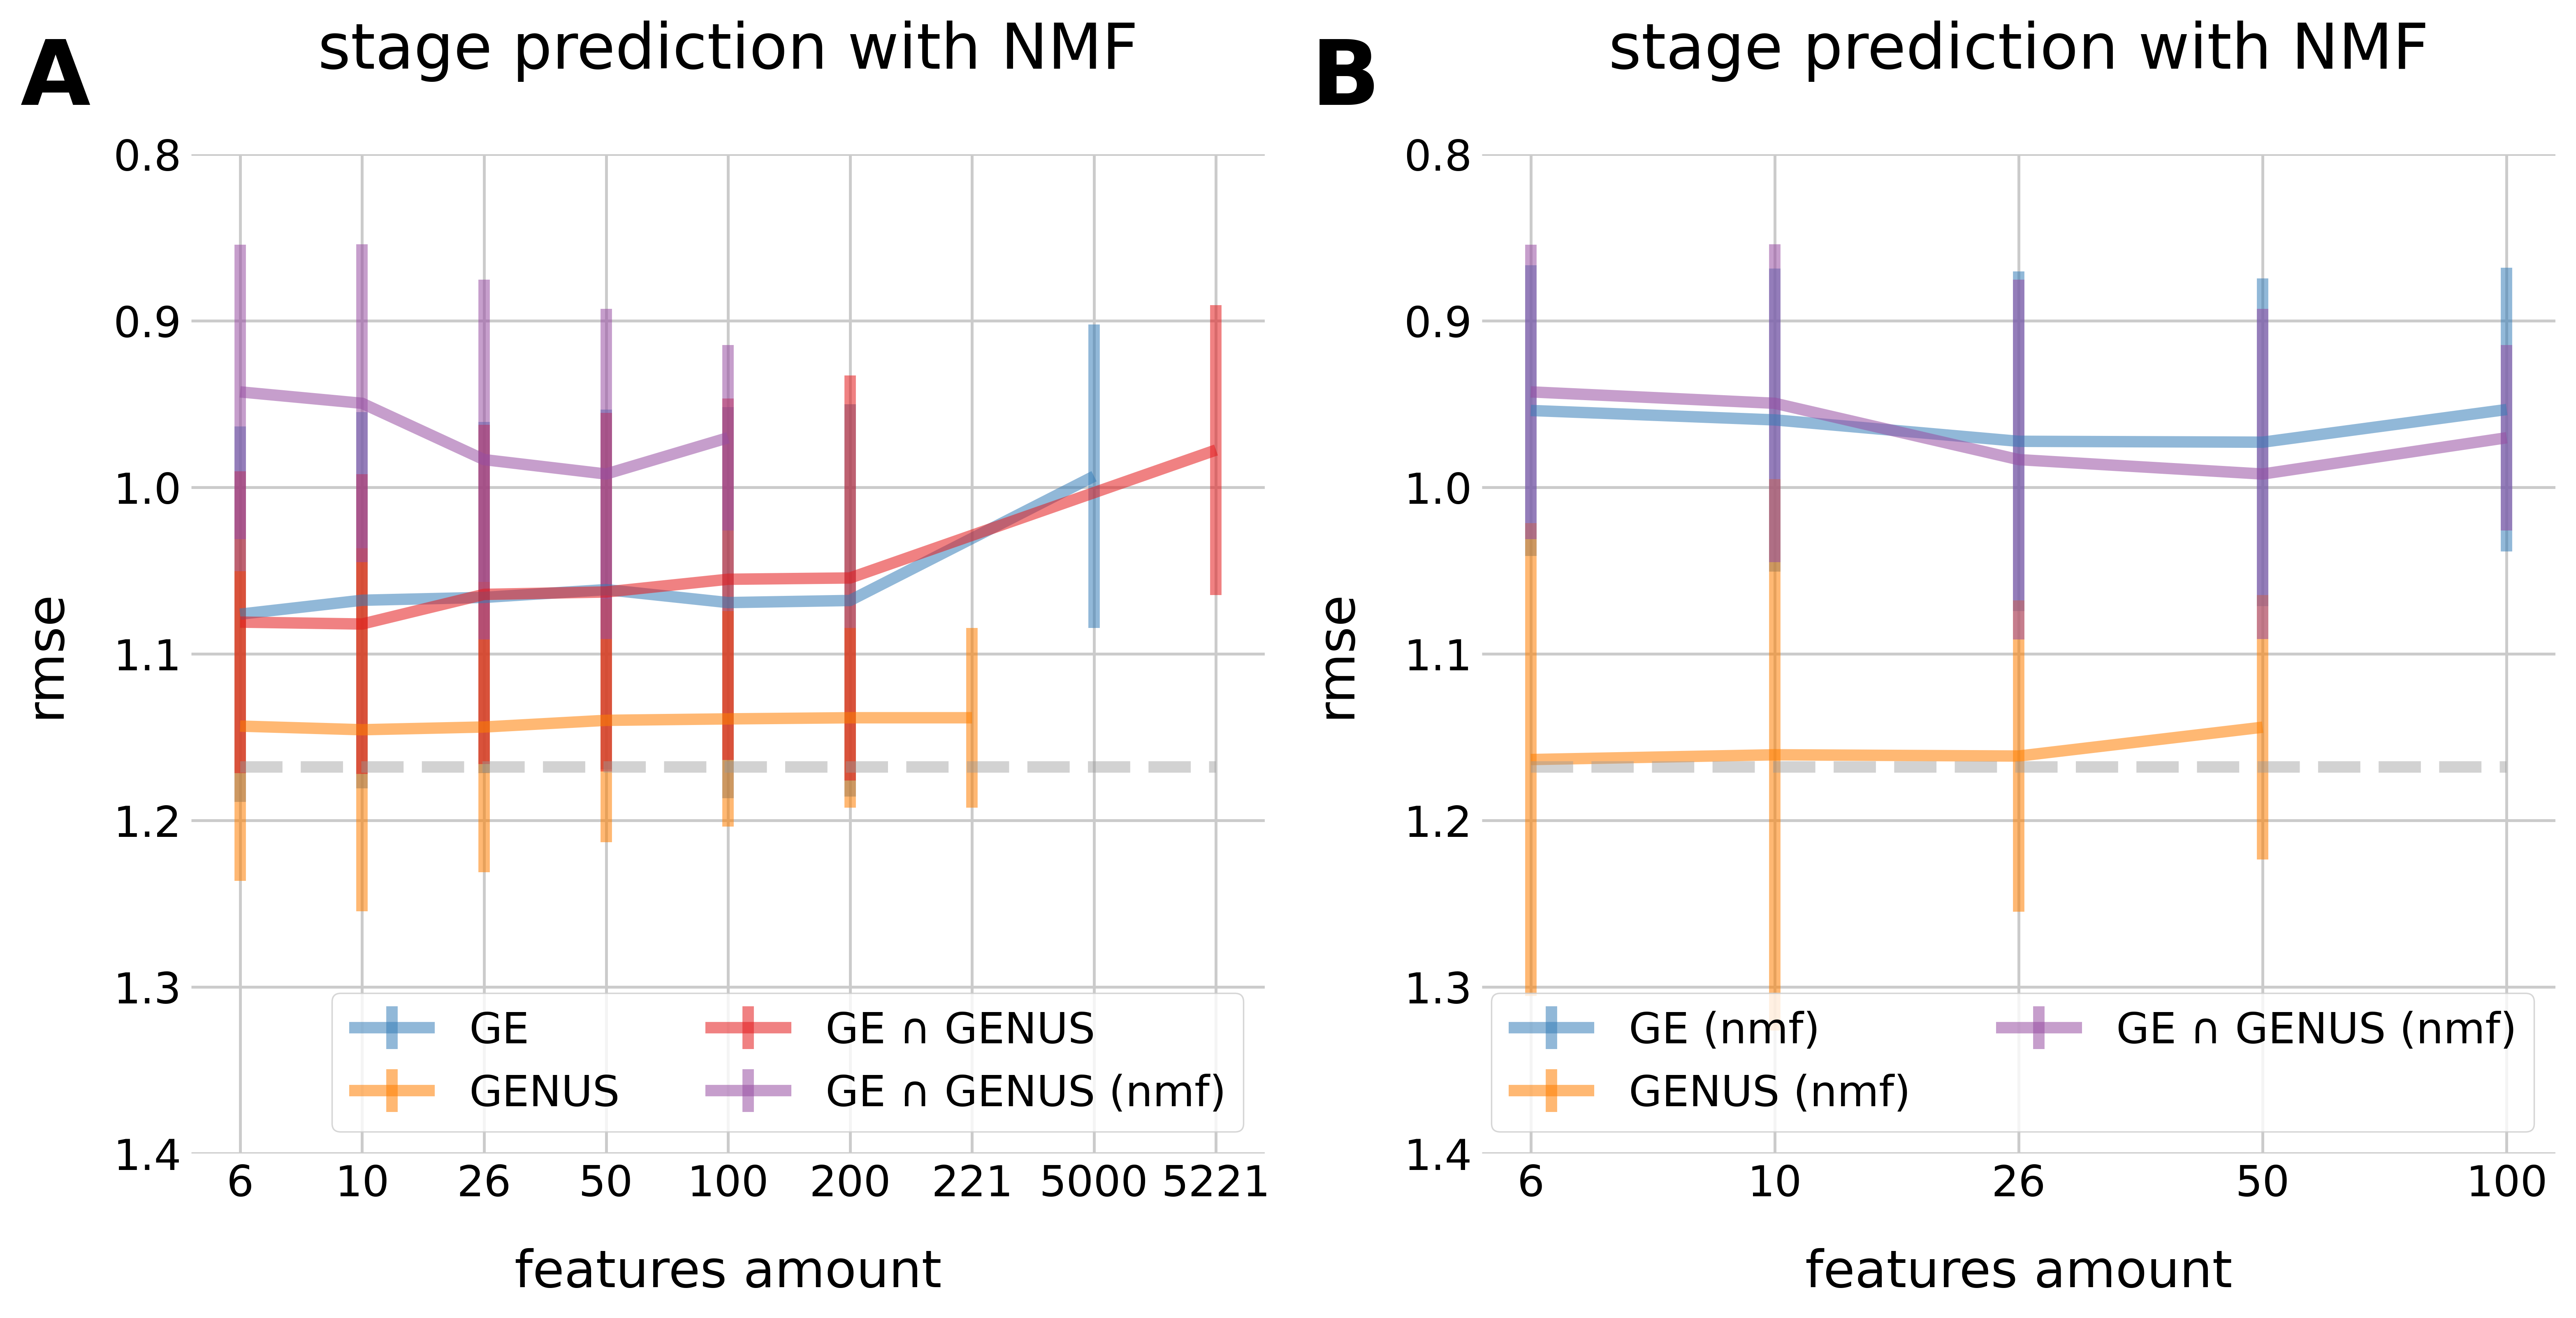 A
stage prediction with NMF
0.8
0.9
1.0
1.1
1.2
1.3
1.4
rmse
GE
GENUS
GE ∩ GENUS
GE ∩ GENUS (nmf)
6 10 26 50 100 200 221 5000 5221
features amount
B
stage prediction with NMF
0.8
0.9
1.0
1.1
1.2
1.3
1.4
rmse
GE (nmf)
GENUS (nmf)
GE ∩ GENUS (nmf)
6 10 26 50 100
features amount